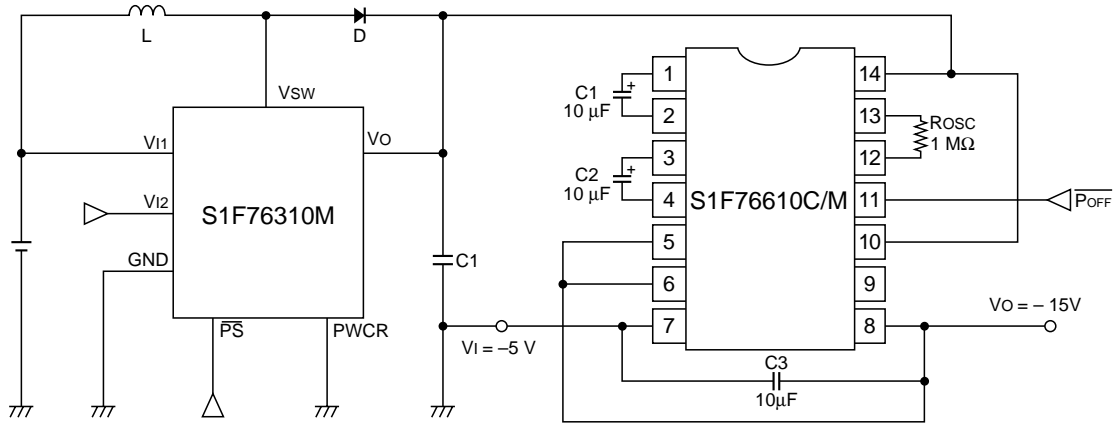 L
D
VSW
VI1
VO
VI2
S1F76310M
GND
C1
PS
PWCR
VI = –5 V
C1
10 μF
+
1
2
C2
10 μF
+
3
4
5
6
7
S1F76610C/M
14
13
12
11
10
9
8
ROSC
1 MΩ
POFF
VO = – 15V
C3
10μF